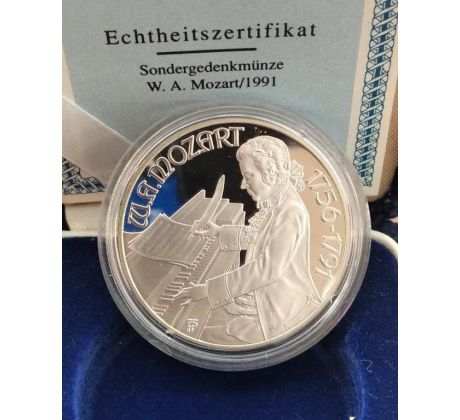 Echtheitszertifikat
Sondergedenkmünze
W. A. Mozart/1991
W.A.MOZART
1756-1791